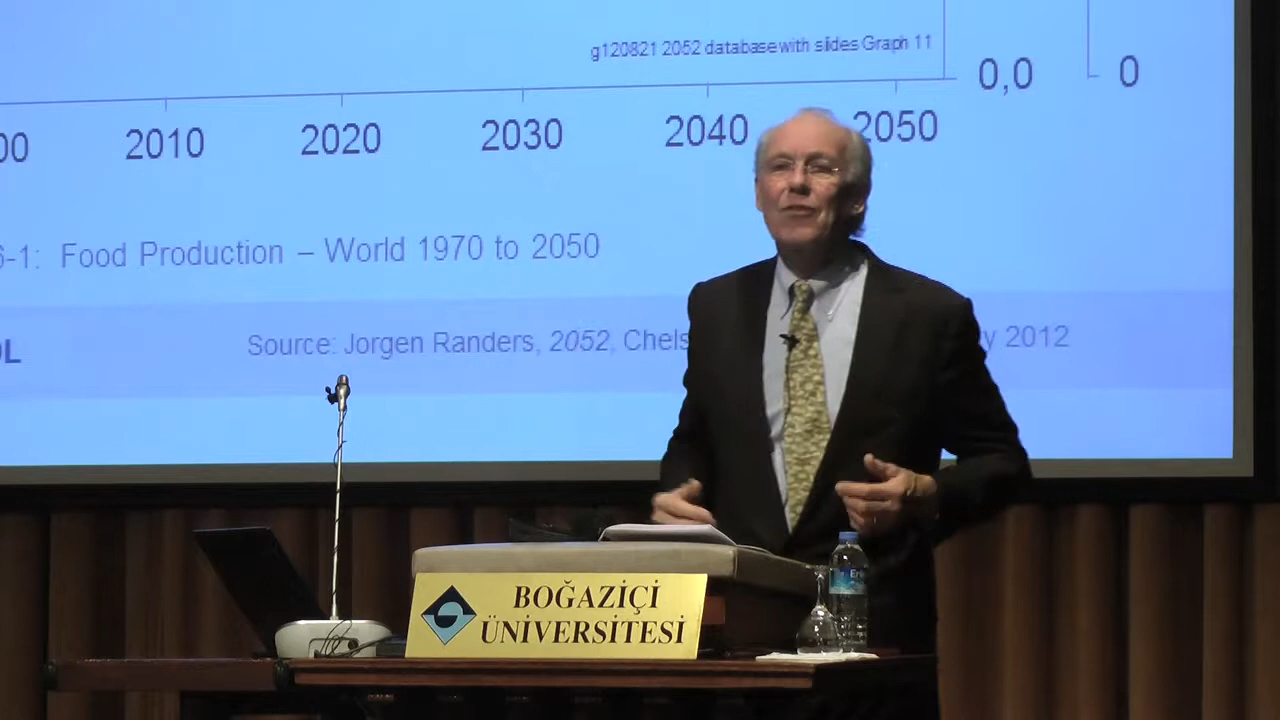 g120821 2052 database with slides Graph 11
0,0 0
00 2010 2020 2030 2040 2050
6-1: Food Production – World 1970 to 2050
OL Source: Jorgen Randers, 2052, Chels y 2012
BOĞAZİÇİ
ÜNİVERSİTESİ